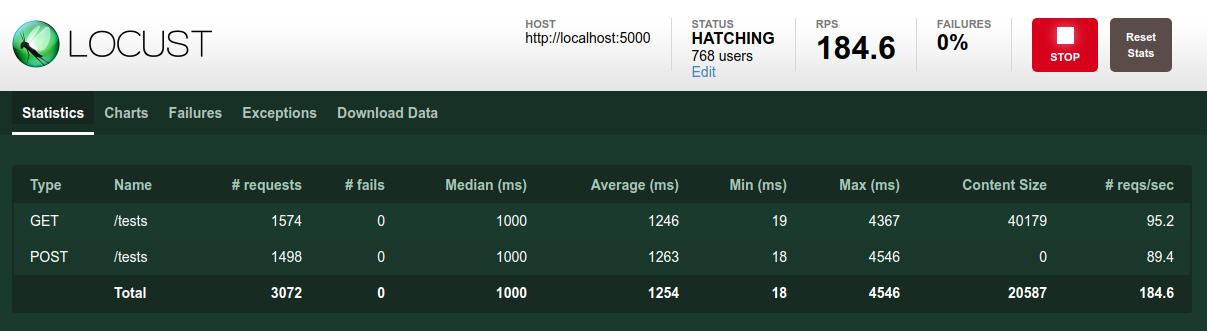 LOCUST
HOST
http://localhost:5000
STATUS
HATCHING
768 users
Edit
RPS
184.6
FAILURES
0%
STOP
Reset
Stats
Statistics Charts Failures Exceptions Download Data
Type Name # requests # fails Median (ms) Average (ms) Min (ms) Max (ms) Content Size # reqs/sec
GET /tests 1574 0 1000 1246 19 4367 40179 95.2
POST /tests 1498 0 1000 1263 18 4546 0 89.4
Total 3072 0 1000 1254 18 4546 20587 184.6